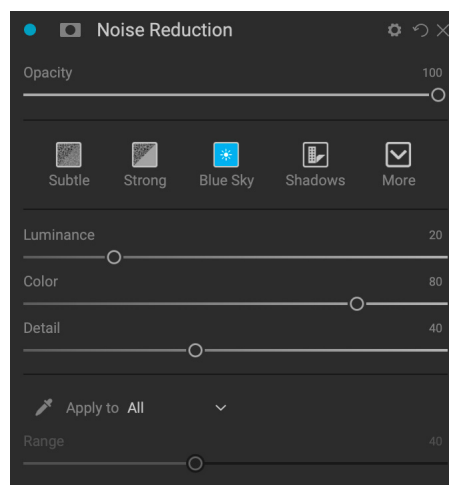 Noise Reduction
Opacity 100
Subtle Strong Blue Sky Shadows More
Luminance 20
Color 80
Detail 40
Apply to All
Range 40